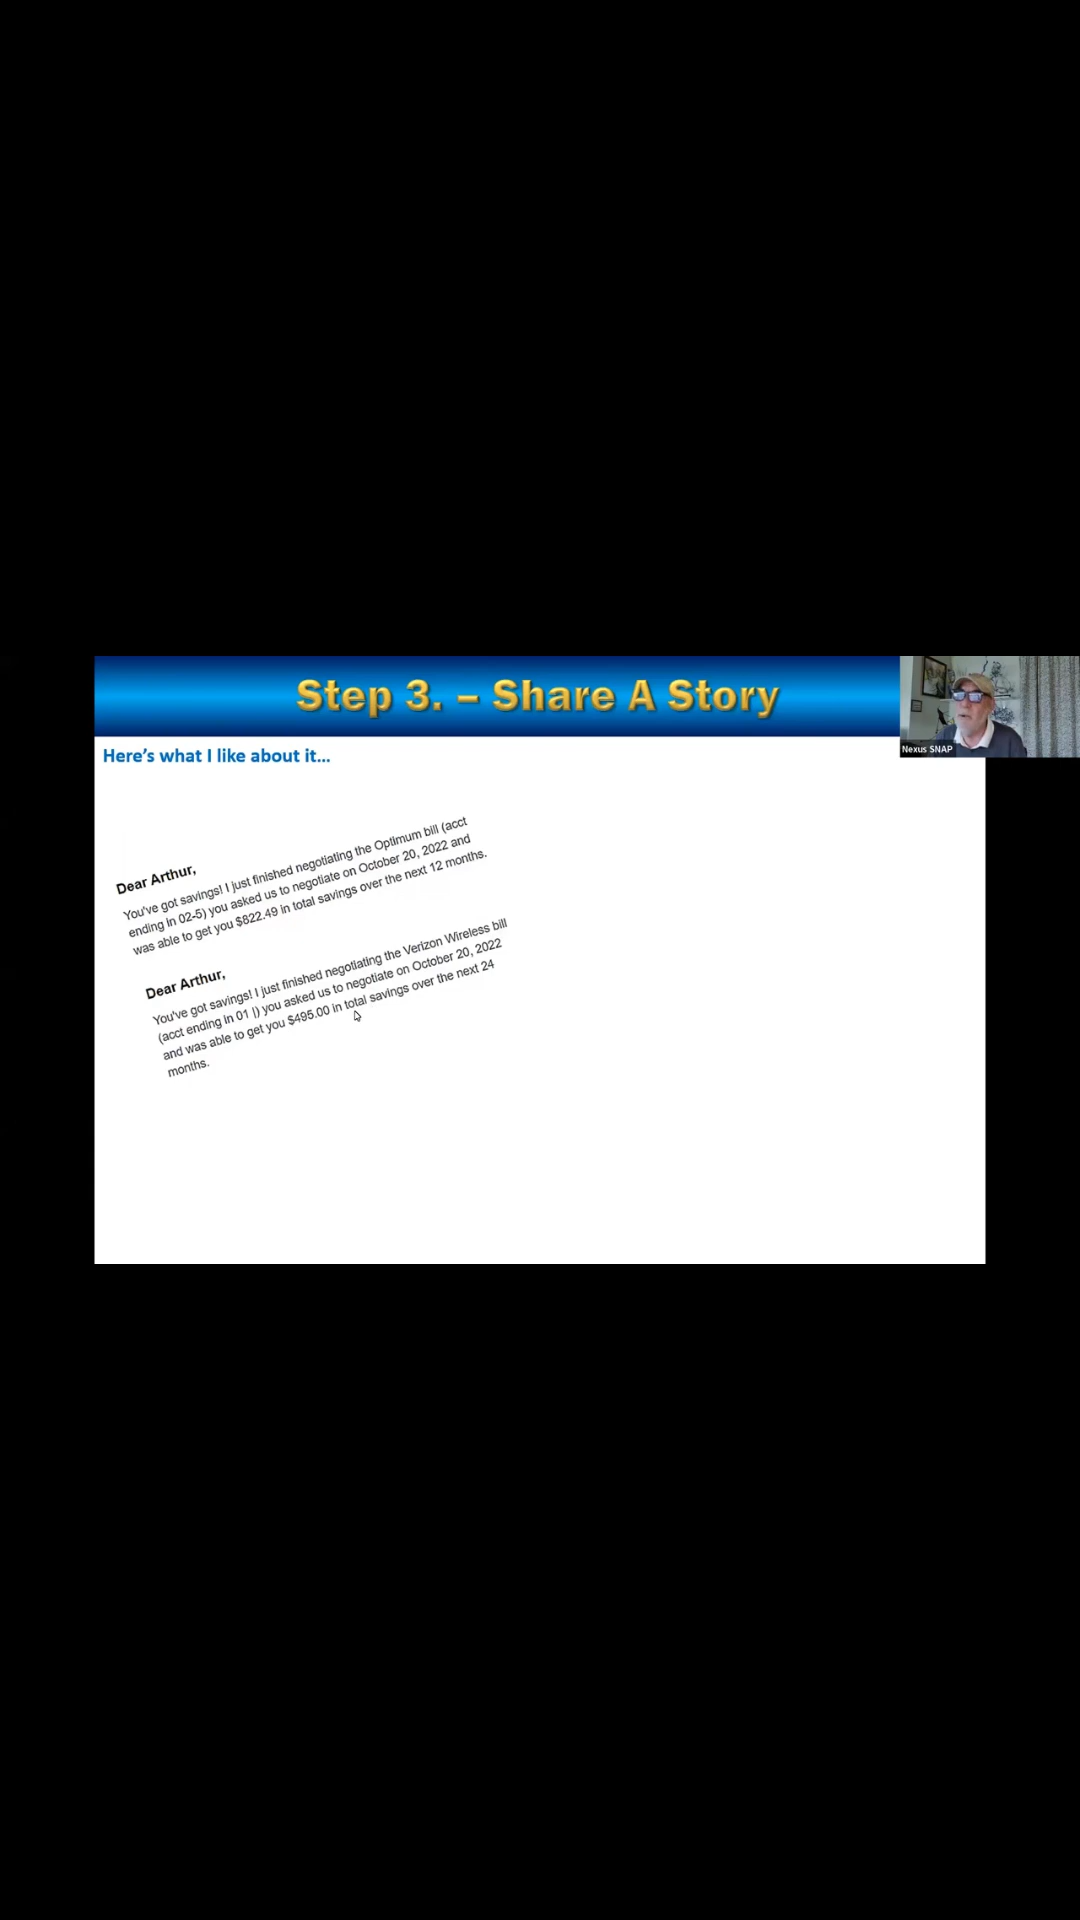 Step 3. – Share A Story
Nexus SNAP
Here's what I like about it...
Dear Arthur,
You've got savings! I just finished negotiating the Optimum bill (acct
ending in 02-5) you asked us to negotiate on October 20, 2022 and
was able to get you $822.49 in total savings over the next 12 months.
Dear Arthur,
You've got savings! I just finished negotiating the Verizon Wireless bill
(acct ending in 01 |) you asked us to negotiate on October 20, 2022
and was able to get you $495.00 in total savings over the next 24
months.